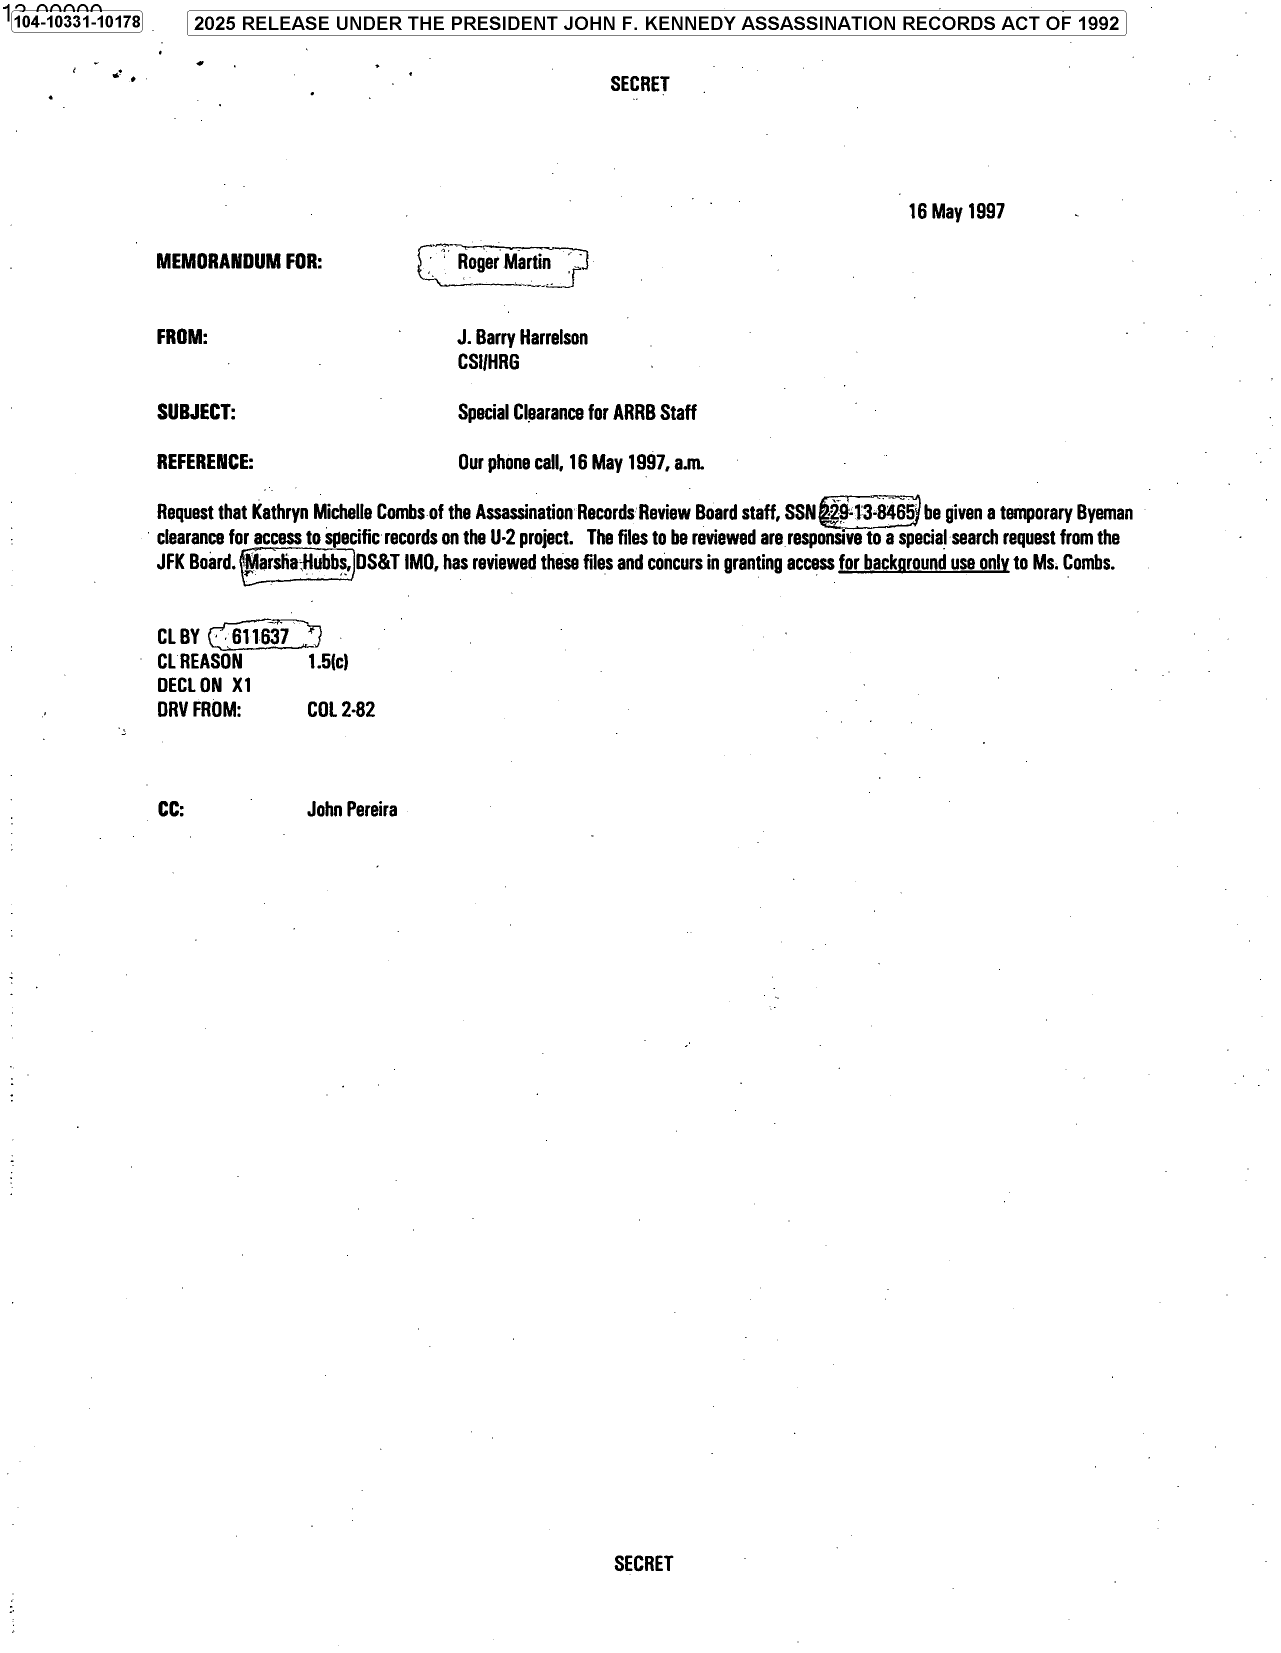 104-10331-10178
2025 RELEASE UNDER THE PRESIDENT JOHN F. KENNEDY ASSASSINATION RECORDS ACT OF 1992
SECRET
16 May 1997
MEMORANDUM FOR: Roger Martin
FROM: J. Barry Harrelson
CSI/HRG
SUBJECT: Special Clearance for ARRB Staff
REFERENCE: Our phone call, 16 May 1997, a.m.
Request that Kathryn Michelle Combs of the Assassination Records Review Board staff, SSN [SSN omitted for privacy] be given a temporary Byeman
clearance for access to specific records on the U-2 project. The files to be reviewed are responsive to a special search request from the
JFK Board. Marsha Hubbs, DS&T IMO, has reviewed these files and concurs in granting access for background use only to Ms. Combs.
CL BY 611637
CL REASON 1.5(c)
DECL ON X1
DRV FROM: COL 2-82
CC: John Pereira
SECRET